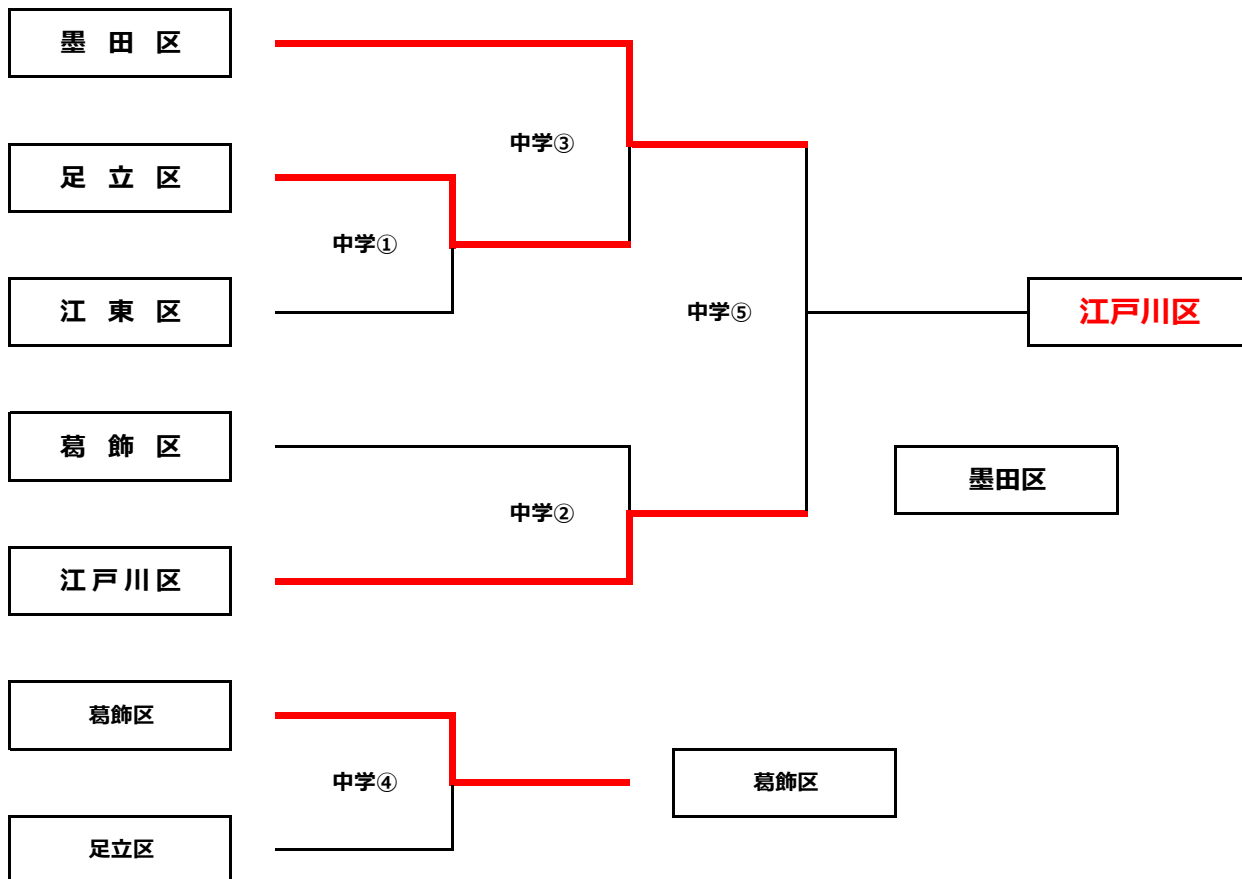 墨 田 区
中学③
足 立 区
中学①
江 東 区
中学⑤
江戸川区
葛 飾 区
墨田区
中学②
江戸川区
葛飾区
中学④
葛飾区
足立区